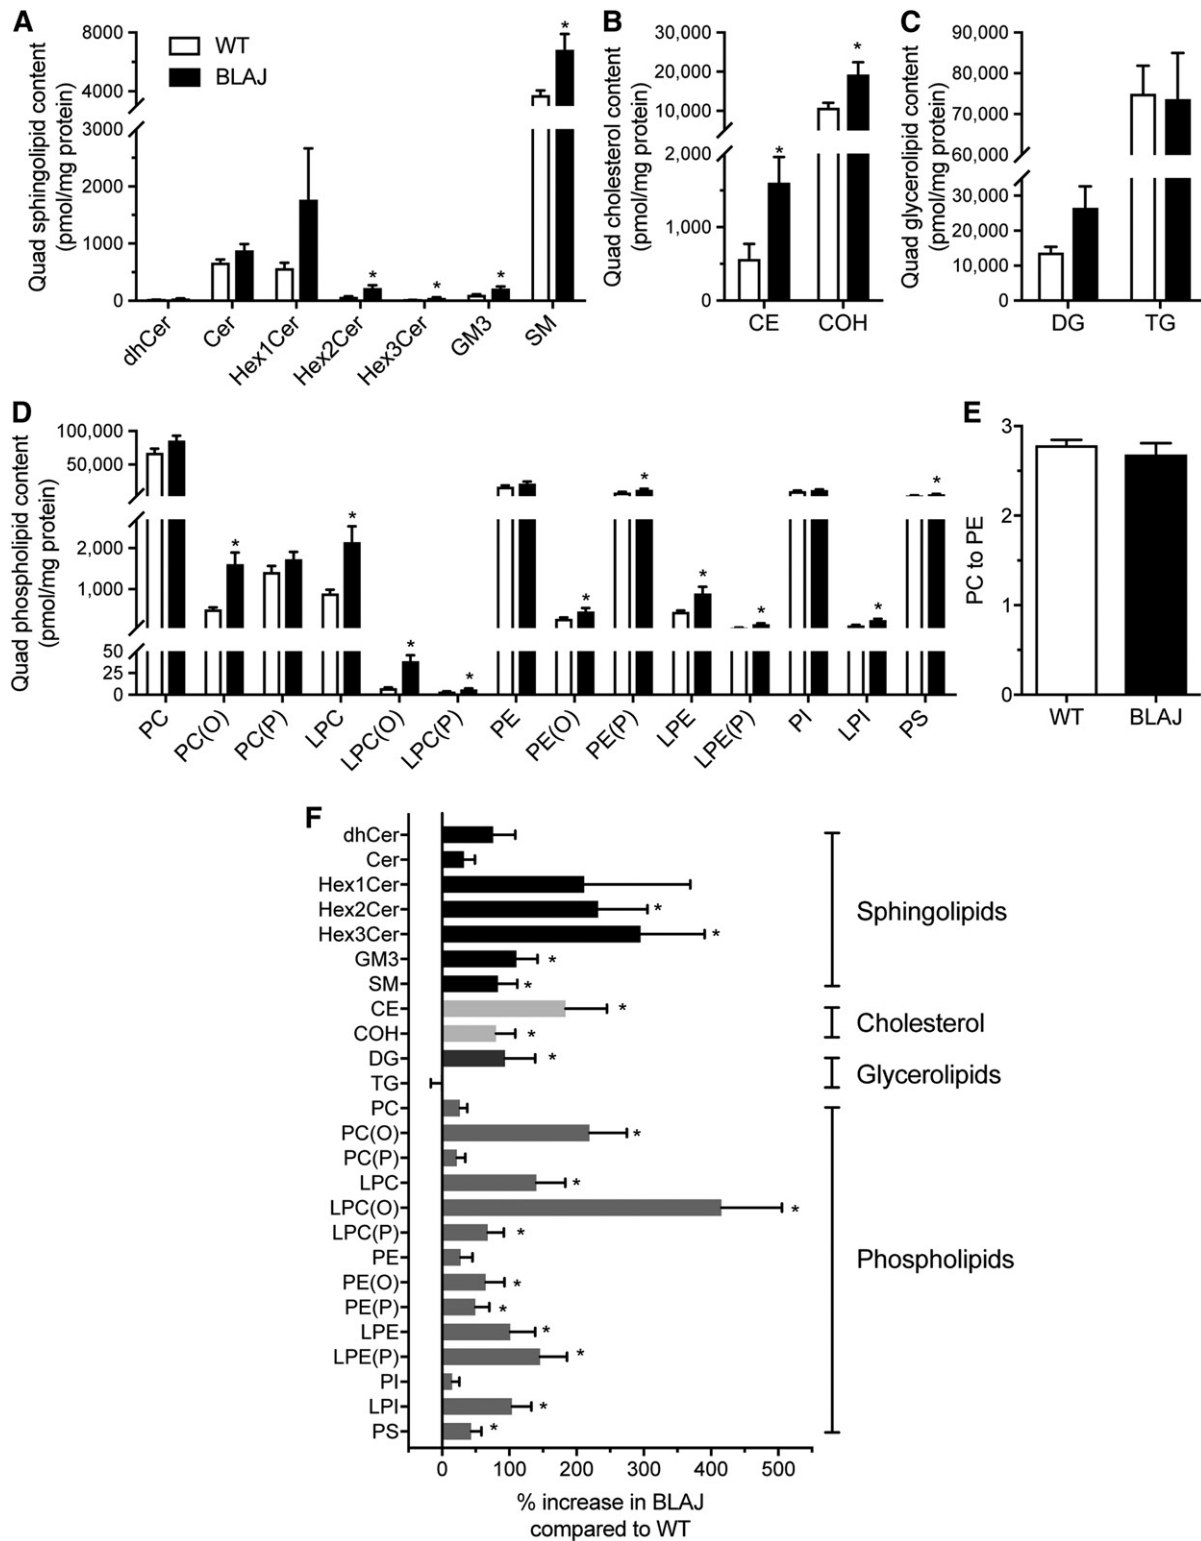 A
Quad sphingolipid content
(pmol/mg protein)
8000
4000
3000
2000
1000
0
WT
BLAJ
*
*
*
*
dhCer
Cer
Hex1Cer
Hex2Cer
Hex3Cer
GM3
SM
B
Quad cholesterol content
(pmol/mg protein)
30,000
20,000
10,000
2,000
1,000
0
*
*
CE
COH
C
Quad glycerolipid content
(pmol/mg protein)
90,000
80,000
70,000
60,000
30,000
20,000
10,000
0
DG
TG
D
Quad phospholipid content
(pmol/mg protein)
100,000
50,000
2,000
1,000
50
25
0
*
*
*
*
*
*
*
*
*
*
PC
PC(O)
PC(P)
LPC
LPC(O)
LPC(P)
PE
PE(O)
PE(P)
LPE
LPE(P)
PI
LPI
PS
E
PC to PE
3
2
1
0
WT
BLAJ
F
dhCer
Cer
Hex1Cer
Hex2Cer *
Hex3Cer *
GM3 *
SM *
CE *
COH *
DG *
TG
PC
PC(O) *
PC(P)
LPC *
LPC(O) *
LPC(P) *
PE
PE(O) *
PE(P) *
LPE *
LPE(P) *
PI
LPI *
PS *
Sphingolipids
Cholesterol
Glycerolipids
Phospholipids
0 100 200 300 400 500
% increase in BLAJ
compared to WT